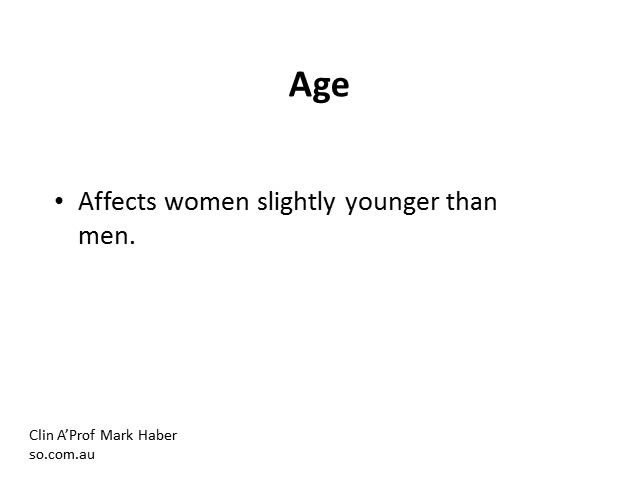 Age
• Affects women slightly younger than
men.
Clin A’Prof Mark Haber
so.com.au